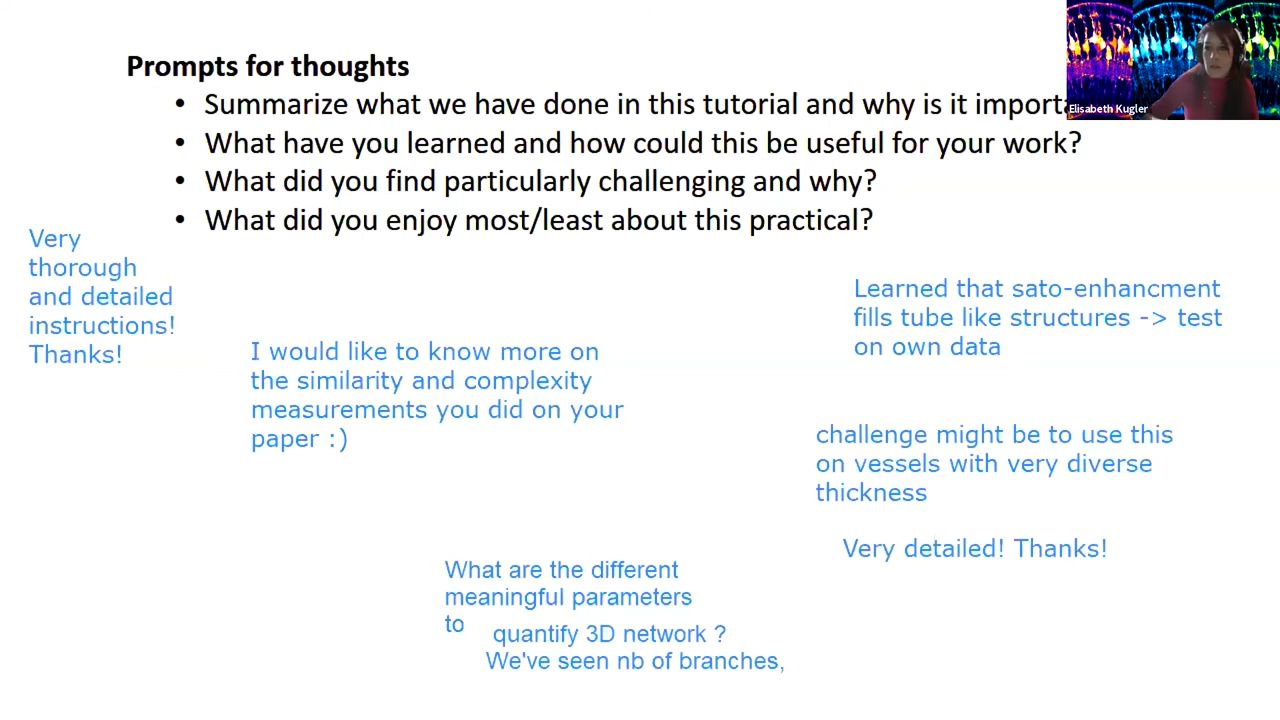 Prompts for thoughts
• Summarize what we have done in this tutorial and why is it importa
• What have you learned and how could this be useful for your work?
• What did you find particularly challenging and why?
• What did you enjoy most/least about this practical?
Elisabeth Kugler
Very
thorough
and detailed
instructions!
Thanks!
I would like to know more on
the similarity and complexity
measurements you did on your
paper :)
Learned that sato-enhancment
fills tube like structures -> test
on own data
challenge might be to use this
on vessels with very diverse
thickness
Very detailed! Thanks!
What are the different
meaningful parameters
to
quantify 3D network ?
We've seen nb of branches,